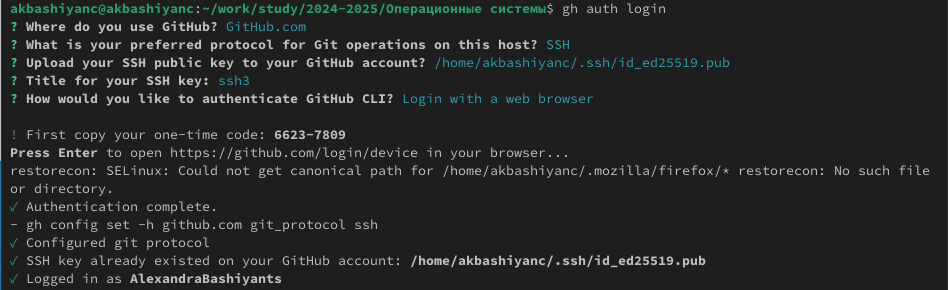 akbashiyanc@akbashiyanc:~/work/study/2024-2025/Операционные системы$ gh auth login
? Where do you use GitHub? GitHub.com
? What is your preferred protocol for Git operations on this host? SSH
? Upload your SSH public key to your GitHub account? /home/akbashiyanc/.ssh/id_ed25519.pub
? Title for your SSH key: ssh3
? How would you like to authenticate GitHub CLI? Login with a web browser
! First copy your one-time code: 6623-7809
Press Enter to open https://github.com/login/device in your browser...
restorecon: SELinux: Could not get canonical path for /home/akbashiyanc/.mozilla/firefox/* restorecon: No such file
or directory.
✓ Authentication complete.
- gh config set -h github.com git_protocol ssh
✓ Configured git protocol
✓ SSH key already existed on your GitHub account: /home/akbashiyanc/.ssh/id_ed25519.pub
✓ Logged in as AlexandraBashiyants